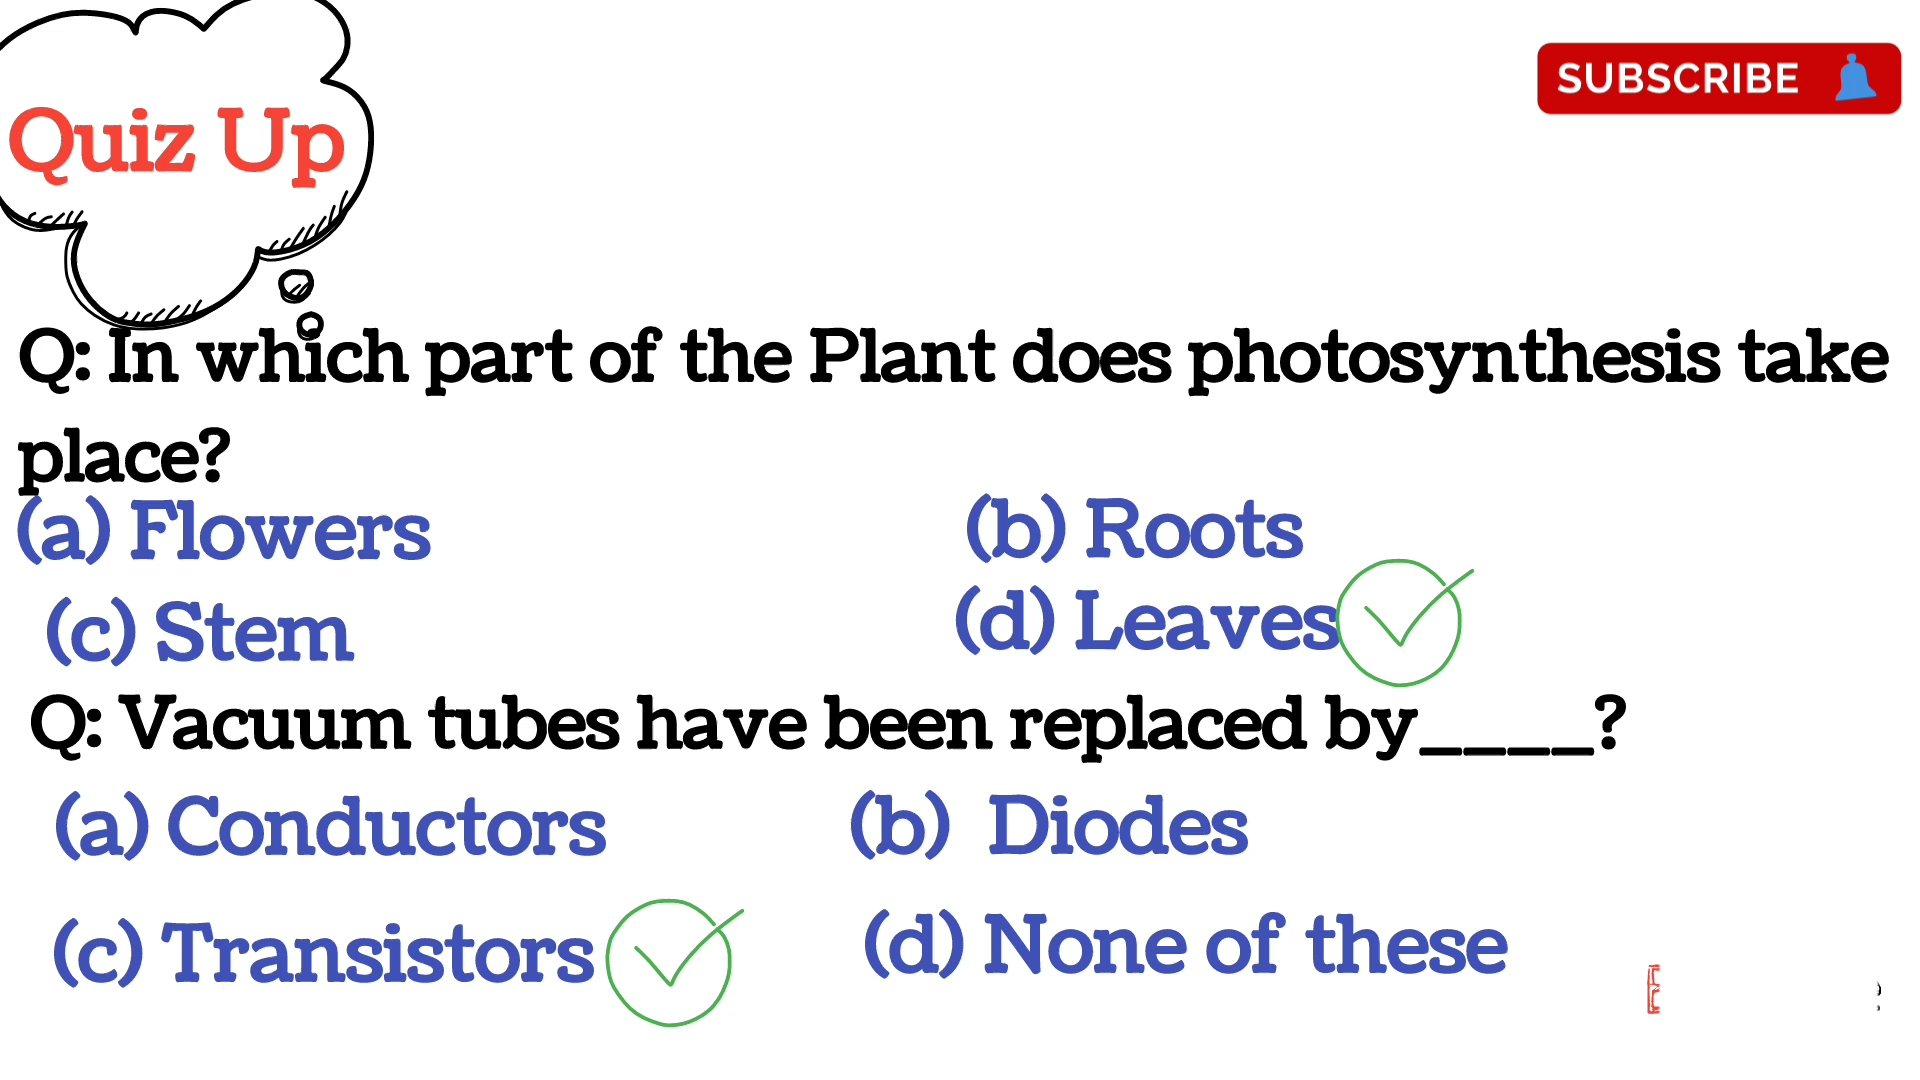 Quiz Up
SUBSCRIBE
Q: In which part of the Plant does photosynthesis take
place?
(a) Flowers
(b) Roots
(c) Stem
(d) Leaves
Q: Vacuum tubes have been replaced by____?
(a) Conductors
(b) Diodes
(c) Transistors
(d) None of these